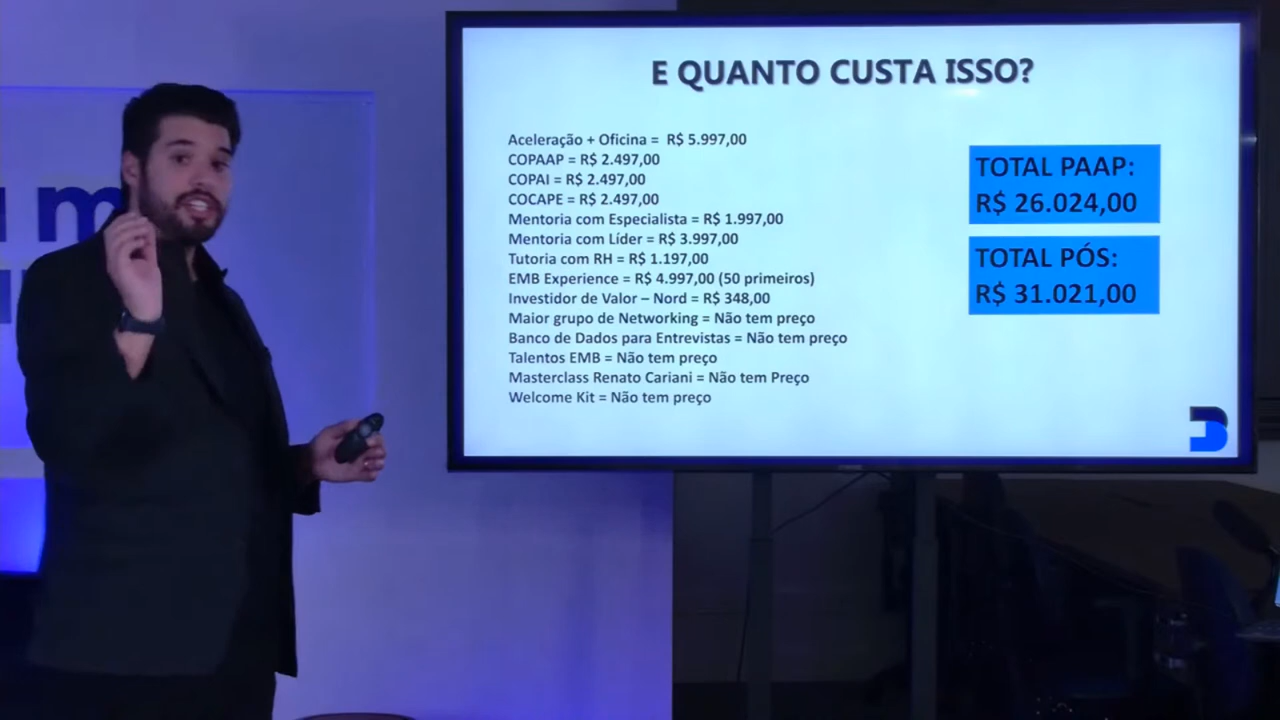 E QUANTO CUSTA ISSO?
Aceleração + Oficina = R$ 5.997,00
COPAAP = R$ 2.497,00
COPAI = R$ 2.497,00
COCAPE = R$ 2.497,00
Mentoria com Especialista = R$ 1.997,00
Mentoria com Líder = R$ 3.997,00
Tutoria com RH = R$ 1.197,00
EMB Experience = R$ 4.997,00 (50 primeiros)
Investidor de Valor – Nord = R$ 348,00
Maior grupo de Networking = Não tem preço
Banco de Dados para Entrevistas = Não tem preço
Talentos EMB = Não tem preço
Masterclass Renato Cariani = Não tem Preço
Welcome Kit = Não tem preço
TOTAL PAAP:
R$ 26.024,00
TOTAL PÓS:
R$ 31.021,00